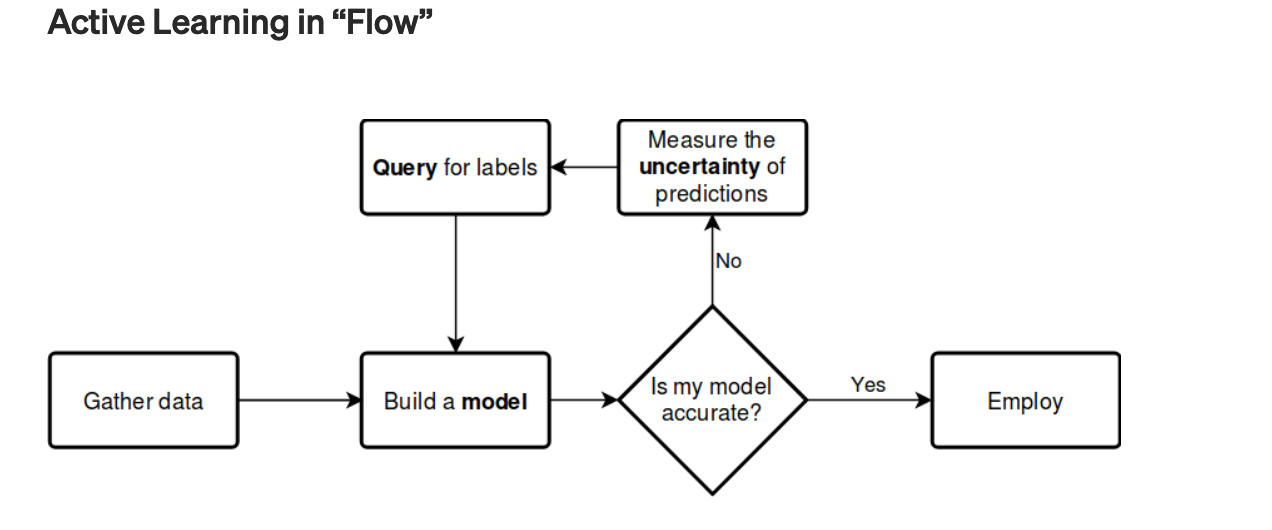 Active Learning in “Flow”
Query for labels
Measure the
uncertainty of
predictions
No
Gather data
Build a model
Is my model
accurate?
Yes
Employ